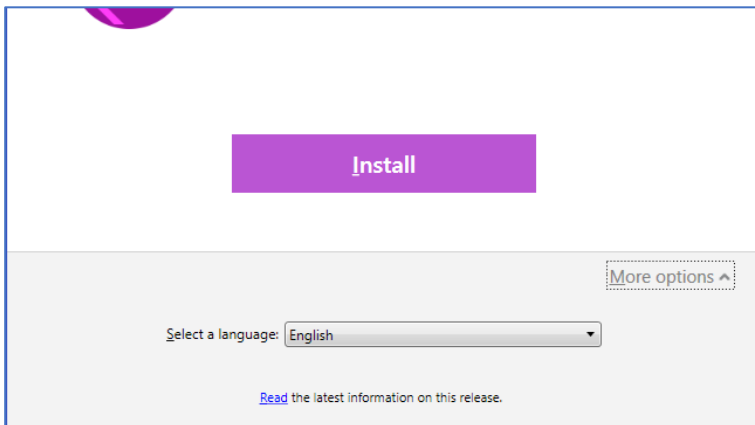 Install
More options
Select a language: English
Read the latest information on this release.